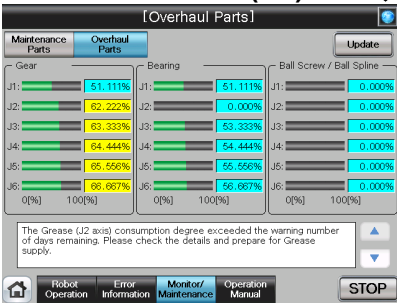 [Overhaul Parts]
Maintenance Parts
Overhaul Parts
Update
Gear
J1: 51.111%
J2: 62.222%
J3: 63.333%
J4: 64.444%
J5: 65.556%
J6: 66.667%
0[%] 100[%]
Bearing
J1: 51.111%
J2: 0.000%
J3: 53.333%
J4: 54.444%
J5: 55.556%
J6: 56.667%
0[%] 100[%]
Ball Screw / Ball Spline
J1: 0.000%
J2: 0.000%
J3: 0.000%
J4: 0.000%
J5: 0.000%
J6: 0.000%
0[%] 100[%]
The Grease (J2 axis) consumption degree exceeded the warning number
of days remaining. Please check the details and prepare for Grease
supply.
Robot Operation
Error Information
Monitor/ Maintenance
Operation Manual
STOP